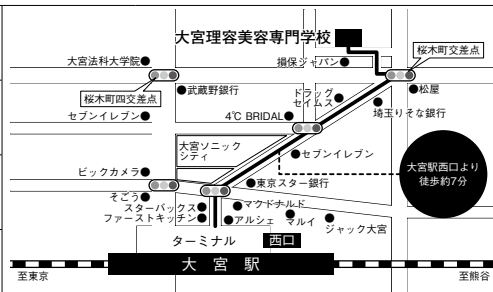 大宮理容美容専門学校
桜木町交差点
大宮法科大学院
損保ジャパン
桜木町四交差点
武蔵野銀行
ドラッグ
セイムス
松屋
埼玉りそな銀行
セブンイレブン
4℃ BRIDAL
大宮ソニック
シティ
セブンイレブン
大宮駅西口より
徒歩約7分
ビックカメラ
東京スター銀行
そごう
スターバックス
ファーストキッチン
マクドナルド
アルシェ
マルイ
ジャック大宮
ターミナル
西口
至東京
大宮駅
至熊谷